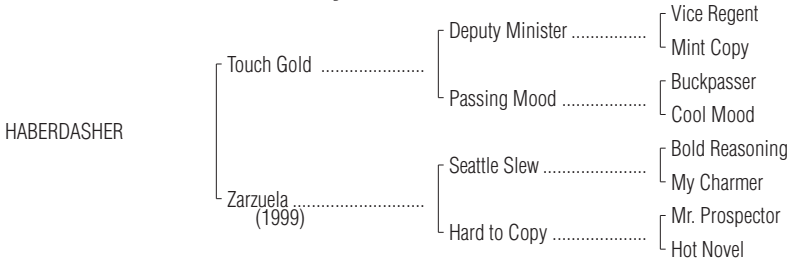 Vice Regent
Deputy Minister ................
Mint Copy
Touch Gold ......................
Buckpasser
Passing Mood ..................
Cool Mood
HABERDASHER
Bold Reasoning
Seattle Slew ......................
My Charmer
Zarzuela ............................
(1999)
Mr. Prospector
Hard to Copy ....................
Hot Novel